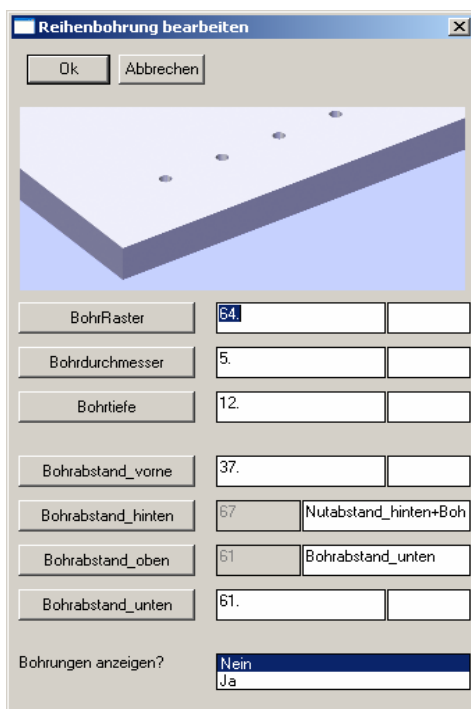 Reihenbohrung bearbeiten
Ok Abbrechen
BohrRaster 64.
Bohrdurchmesser 5.
Bohrtiefe 12.
Bohrabstand_vorne 37.
Bohrabstand_hinten 67 Nutabstand_hinten+Boh
Bohrabstand_oben 61 Bohrabstand_unten
Bohrabstand_unten 61.
Bohrungen anzeigen? Nein
Ja